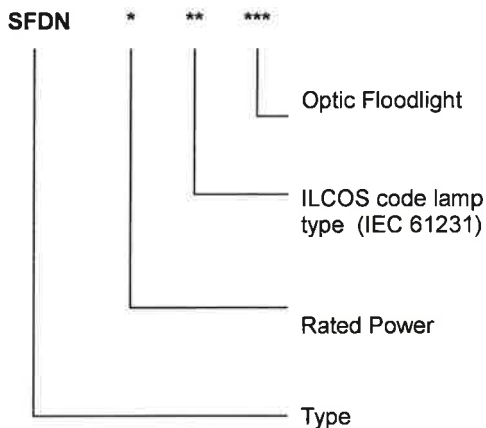 SFDN * ** ***
Optic Floodlight
ILCOS code lamp
type (IEC 61231)
Rated Power
Type